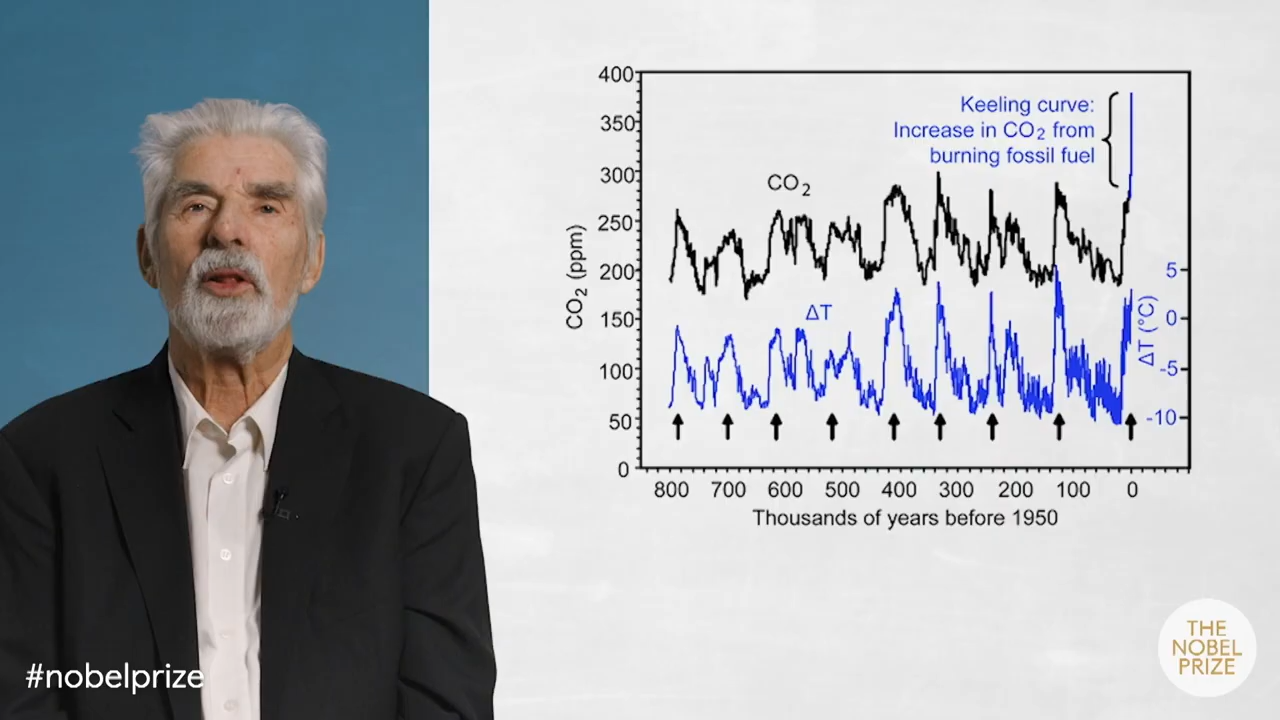 400
350
300
250
200
150
100
50
0
CO₂ (ppm)
Keeling curve:
Increase in CO₂ from
burning fossil fuel
CO₂
ΔT
5
0
-5
-10
ΔT (°C)
800 700 600 500 400 300 200 100 0
Thousands of years before 1950
#nobelprize
THE
NOBEL
PRIZE